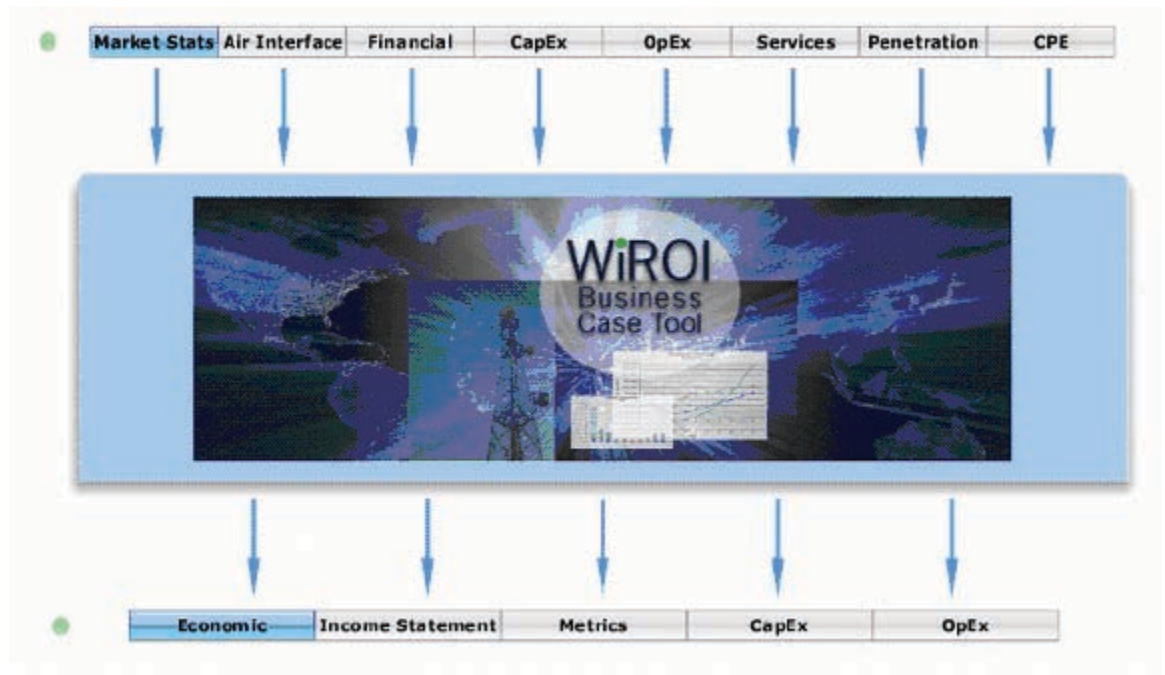 Market Stats Air Interface Financial CapEx OpEx Services Penetration CPE
WiROI
Business
Case Tool
Economic Income Statement Metrics CapEx OpEx